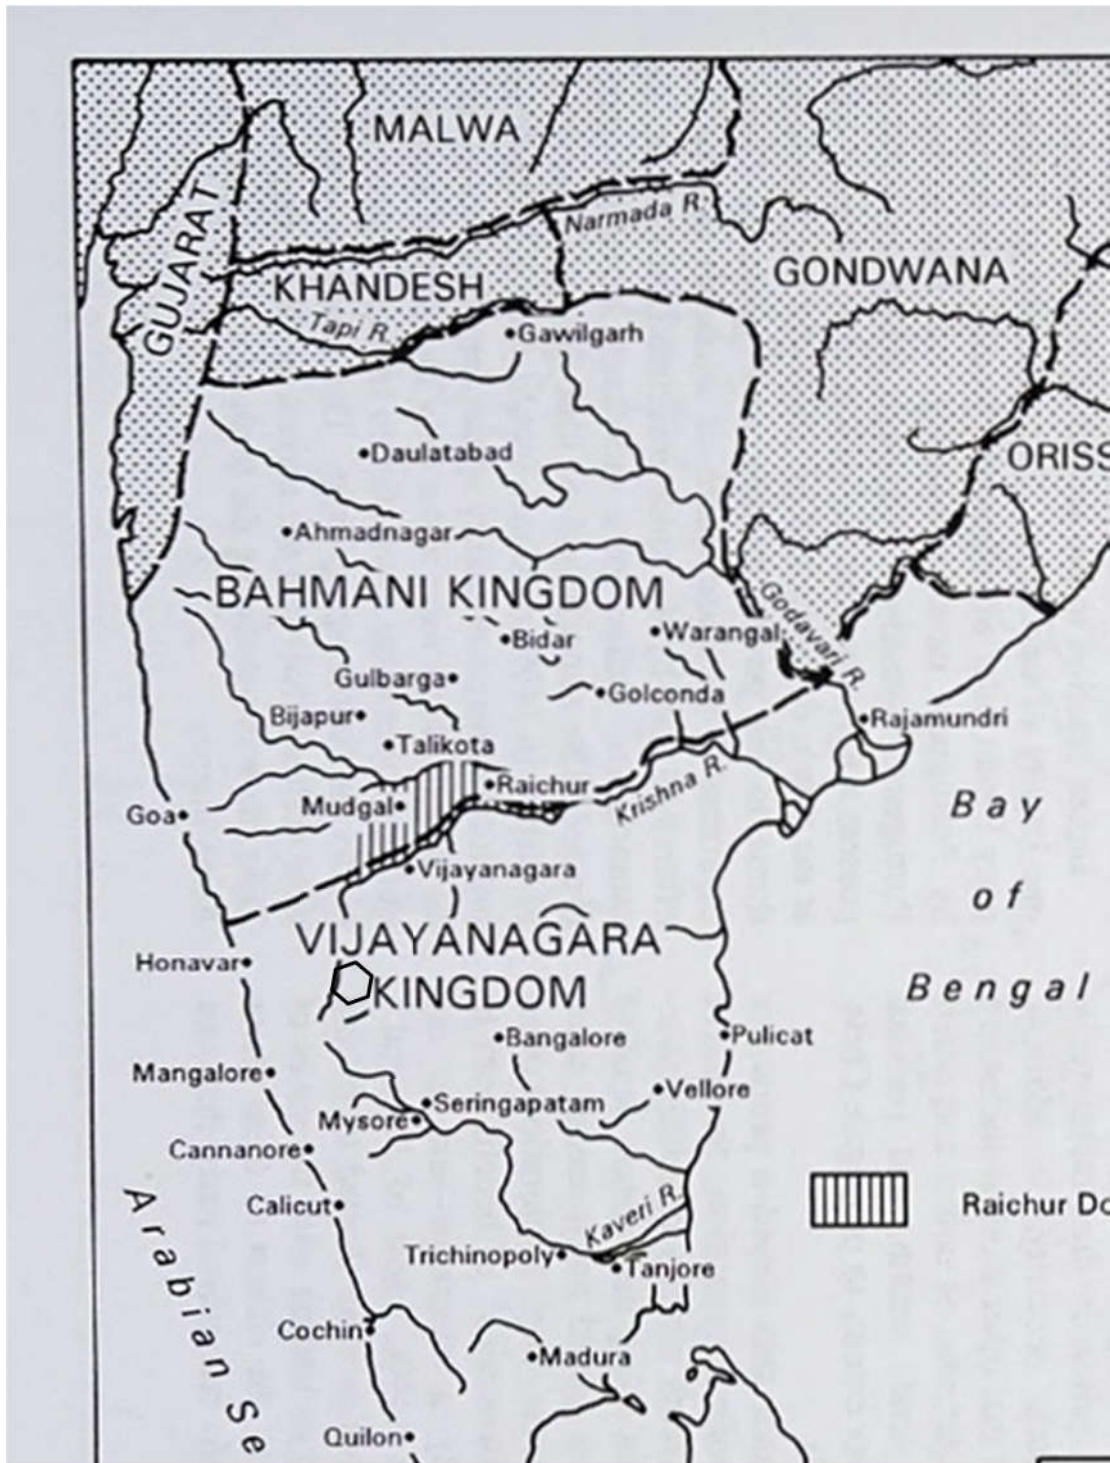 MALWA
GUJARAT
Narmada R.
KHANDESH
GONDWANA
Tapi R.
Gawilgarh
Daulatabad
ORISS
Ahmadnagar
BAHMANI KINGDOM
Godavari R.
Bidar
Warangal
Gulbarga
Golconda
Bijapur
Rajamundri
Talikota
Raichur
Krishna R.
Mudgal
Goa
Bay
of
Bengal
Vijayanagara
VIJAYANAGARA
KINGDOM
Honavar
Bangalore
Pulicat
Mangalore
Vellore
Seringapatam
Mysore
Cannanore
Calicut
Kaveri R.
Raichur Do
Arabian Se
Trichinopoly
Tanjore
Cochin
Madura
Quilon